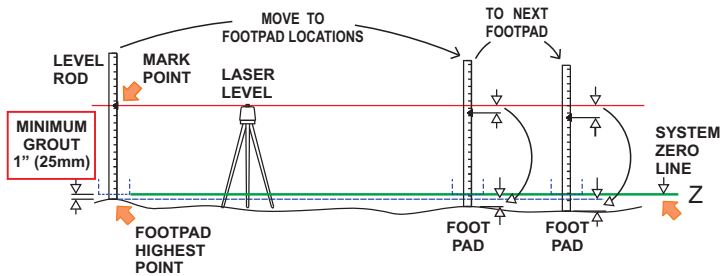 MOVE TO
FOOTPAD LOCATIONS
TO NEXT
FOOTPAD
LEVEL
ROD
MARK
POINT
LASER
LEVEL
MINIMUM
GROUT
1” (25mm)
SYSTEM
ZERO
LINE
Z
FOOTPAD
HIGHEST
POINT
FOOT
PAD
FOOT
PAD